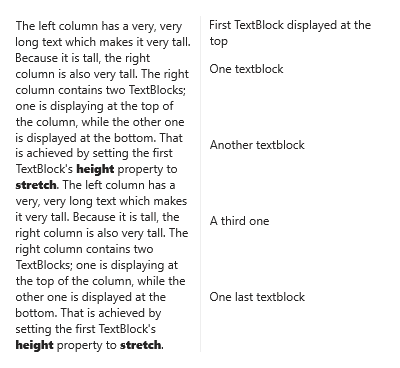 The left column has a very, very
long text which makes it very tall.
Because it is tall, the right
column is also very tall. The right
column contains two TextBlocks;
one is displaying at the top of
the column, while the other one
is displayed at the bottom. That
is achieved by setting the first
TextBlock's height property to
stretch. The left column has a
very, very long text which makes
it very tall. Because it is tall, the
right column is also very tall. The
right column contains two
TextBlocks; one is displaying at
the top of the column, while the
other one is displayed at the
bottom. That is achieved by
setting the first TextBlock's
height property to stretch.
First TextBlock displayed at the
top
One textblock
Another textblock
A third one
One last textblock